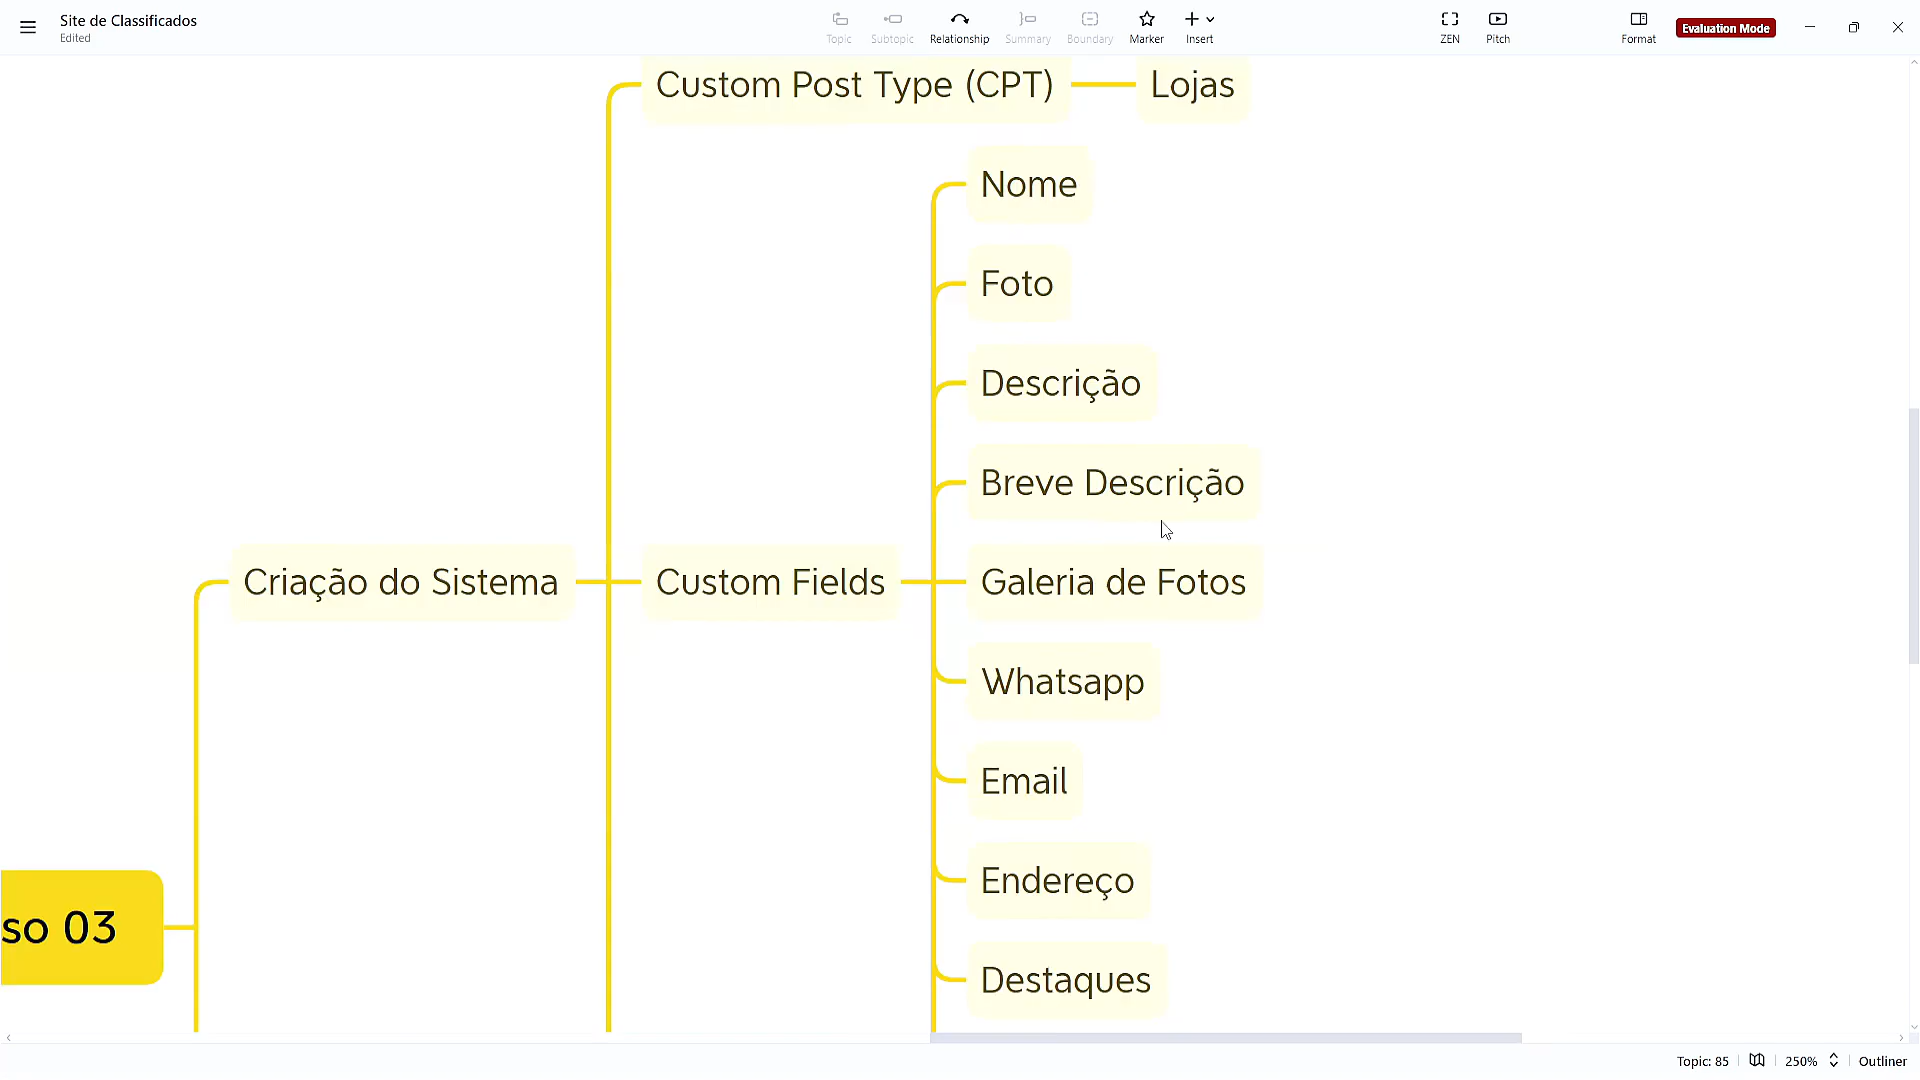 Site de Classificados
Edited
Topic
Subtopic
Relationship
Summary
Boundary
Marker
Insert
ZEN
Pitch
Format
Evaluation Mode
Custom Post Type (CPT)
Lojas
Nome
Foto
Descrição
Breve Descrição
Criação do Sistema
Custom Fields
Galeria de Fotos
Whatsapp
Email
Endereço
so 03
Destaques
Topic: 85
250%
Outliner